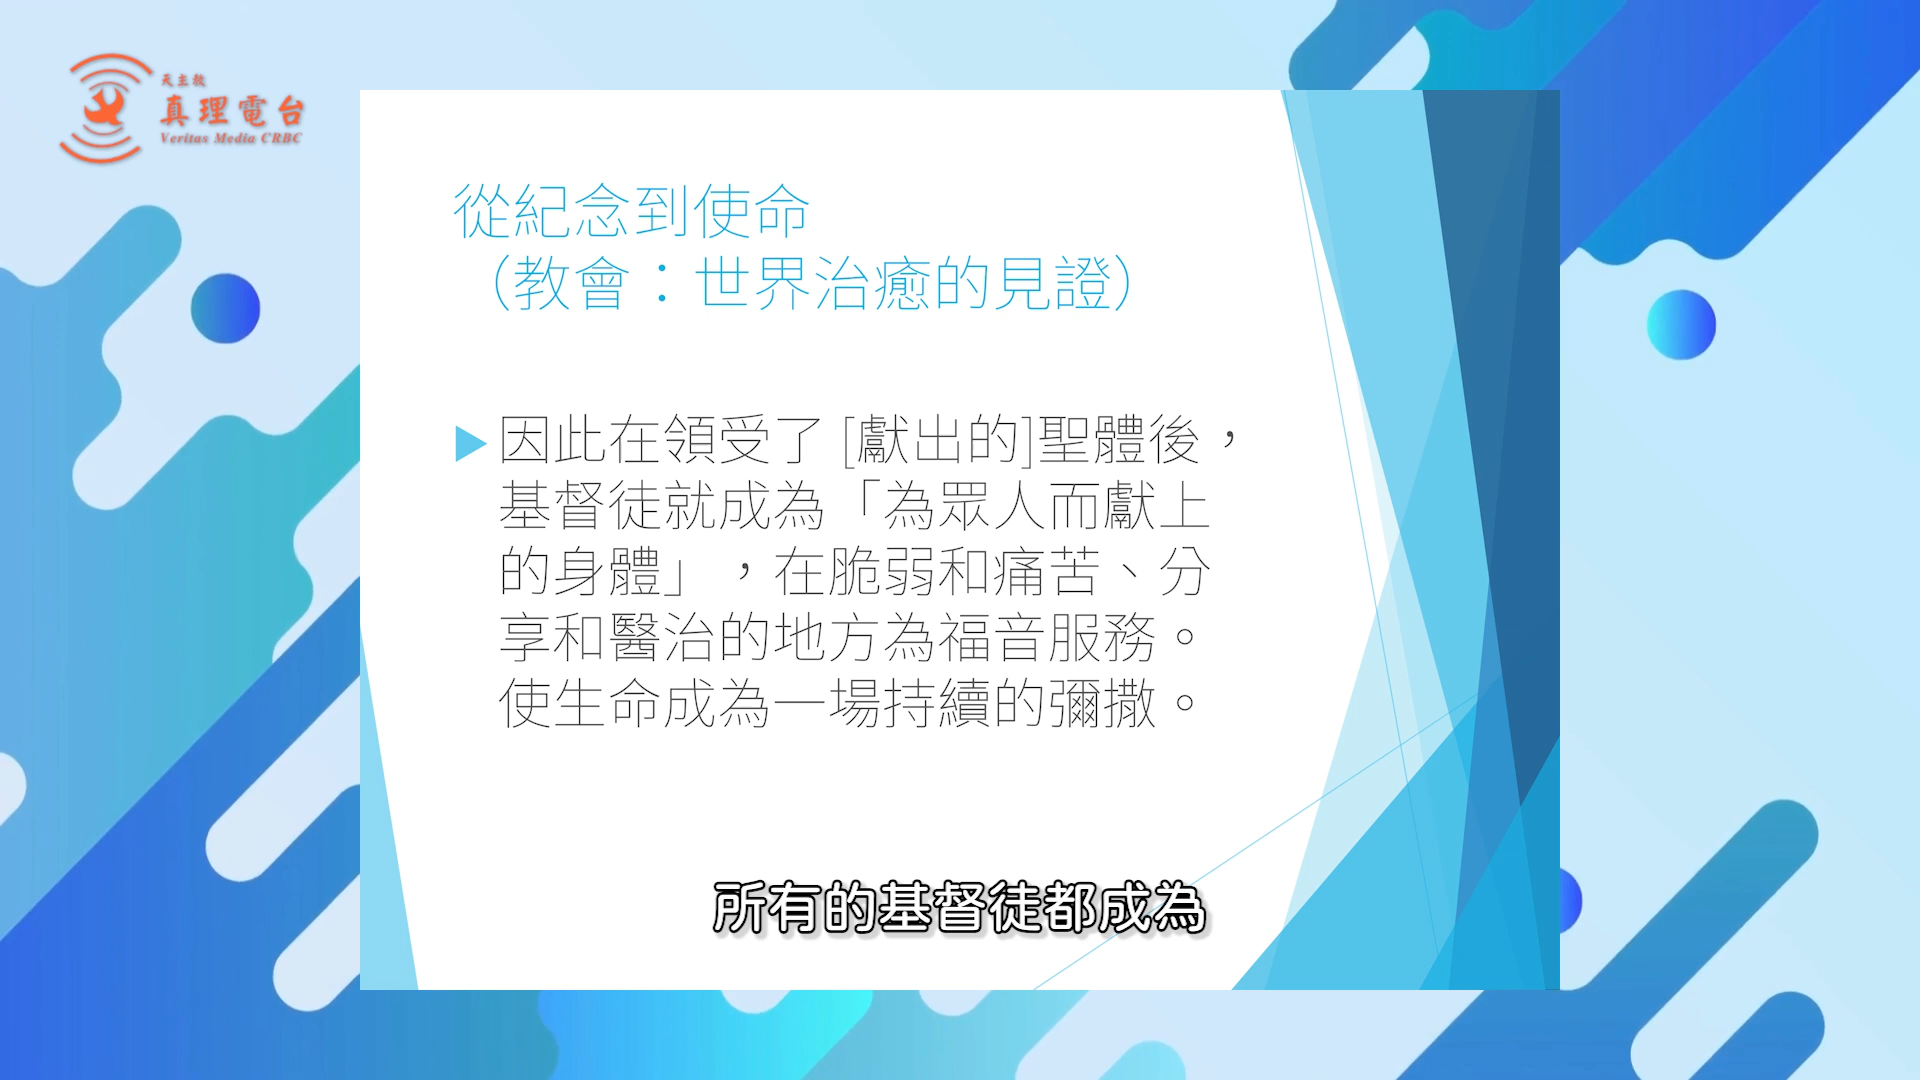 天主教
真理電台
Veritas Media CRBC
從紀念到使命
（教會：世界治癒的見證）
因此在領受了 [獻出的]聖體後，
基督徒就成為「為眾人而獻上
的身體」，在脆弱和痛苦、分
享和醫治的地方為福音服務。
使生命成為一場持續的彌撒。
所有的基督徒都成為